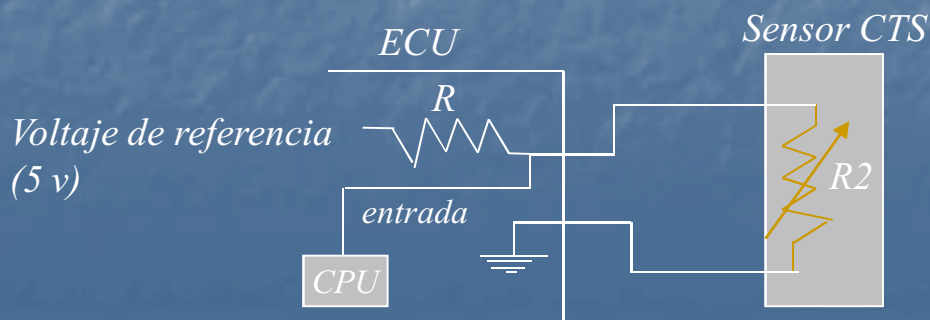 Sensor CTS
ECU
R
Voltaje de referencia
(5 v)
R2
entrada
CPU